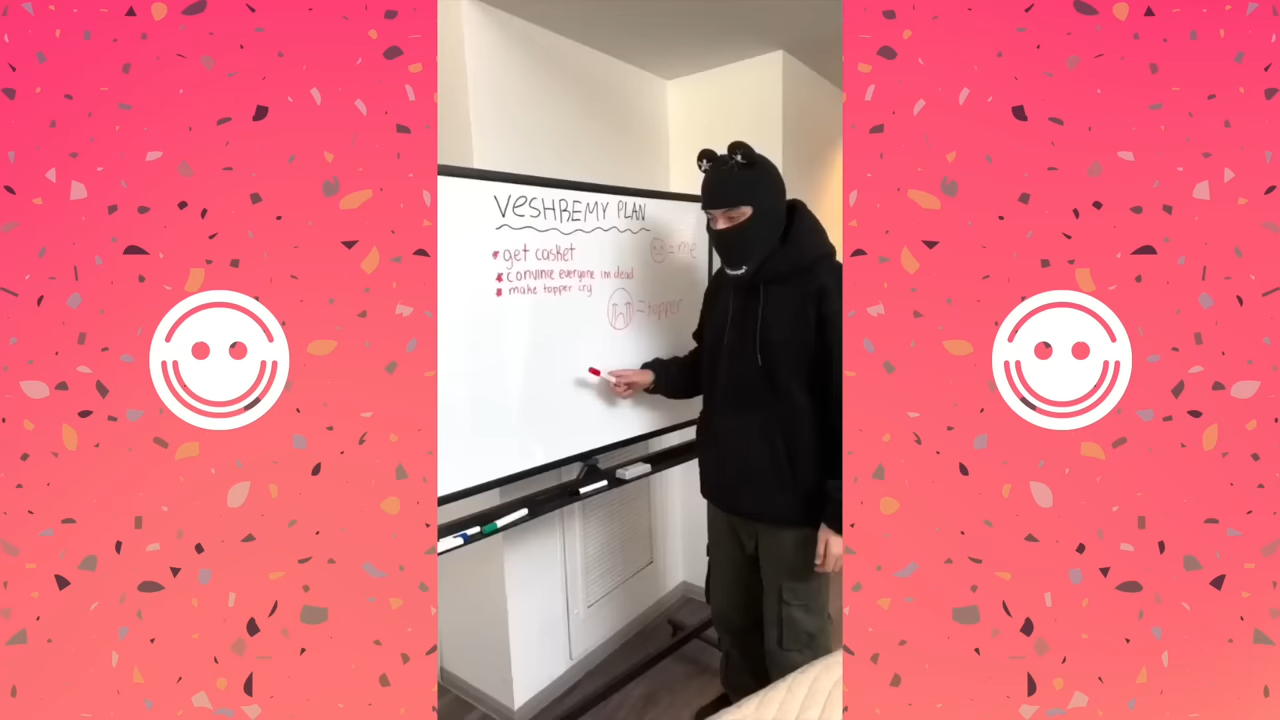 VeSHREMY PLAN
* get casket
= me
* convince everyone im dead
* make topper cry
= topper